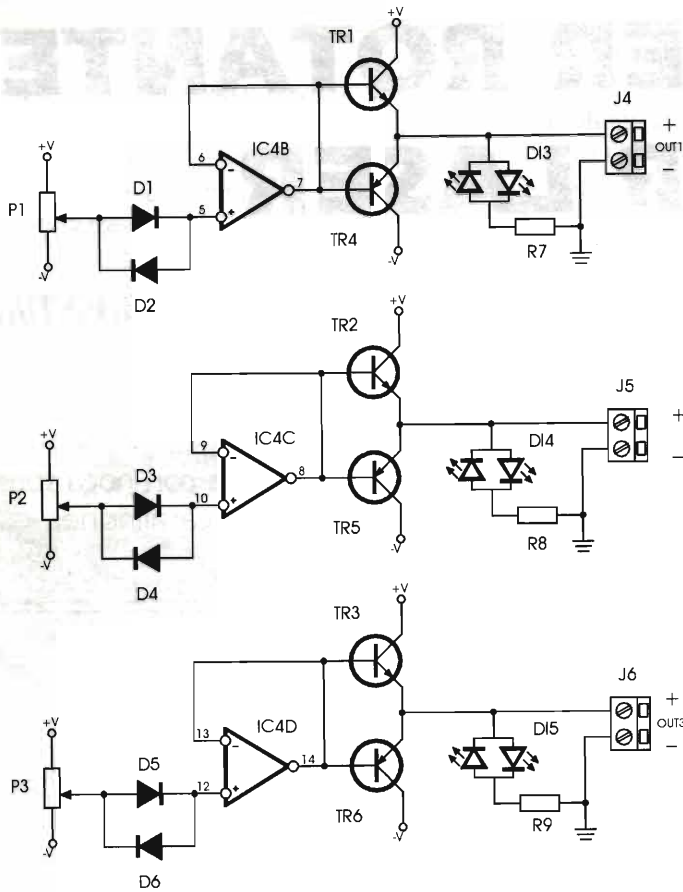 +V
TR1
J4
+
OUT1
-
IC4B
DI3
6
-
7
5
+
+V
P1
-V
D1
D2
TR4
-V
R7
+V
TR2
J5
+
-
IC4C
DI4
9
-
8
10
+
+V
P2
-V
D3
D4
TR5
-V
R8
+V
TR3
J6
+
OUT3
-
IC4D
DI5
13
-
14
12
+
+V
P3
-V
D5
D6
TR6
-V
R9